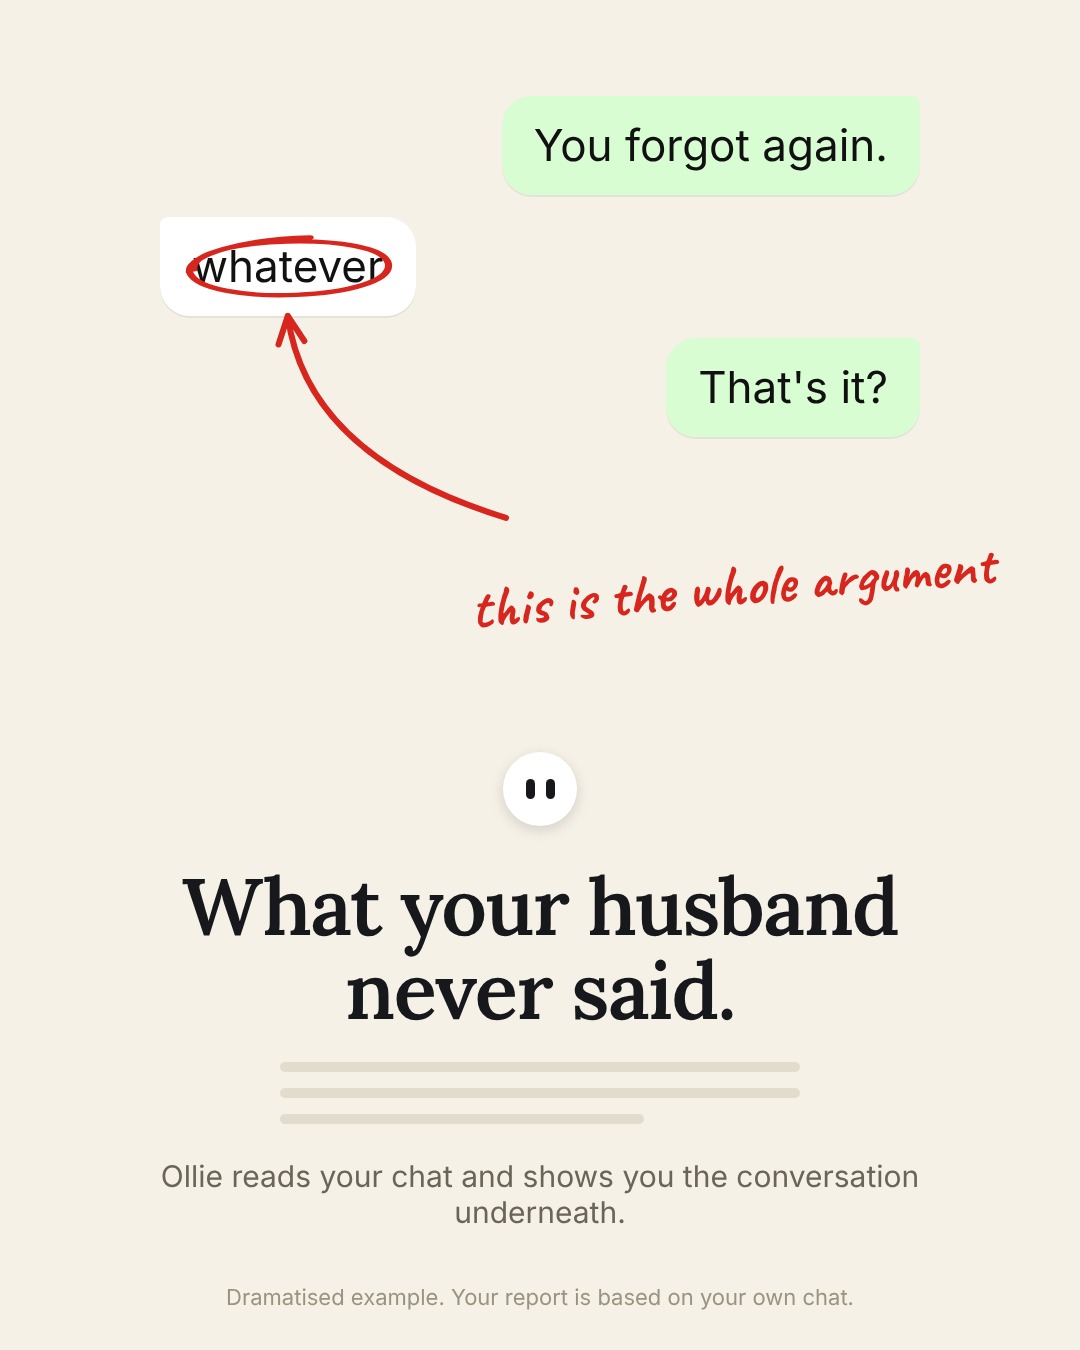 You forgot again.
whatever
That's it?
this is the whole argument
What your husband
never said.
Ollie reads your chat and shows you the conversation
underneath.
Dramatised example. Your report is based on your own chat.